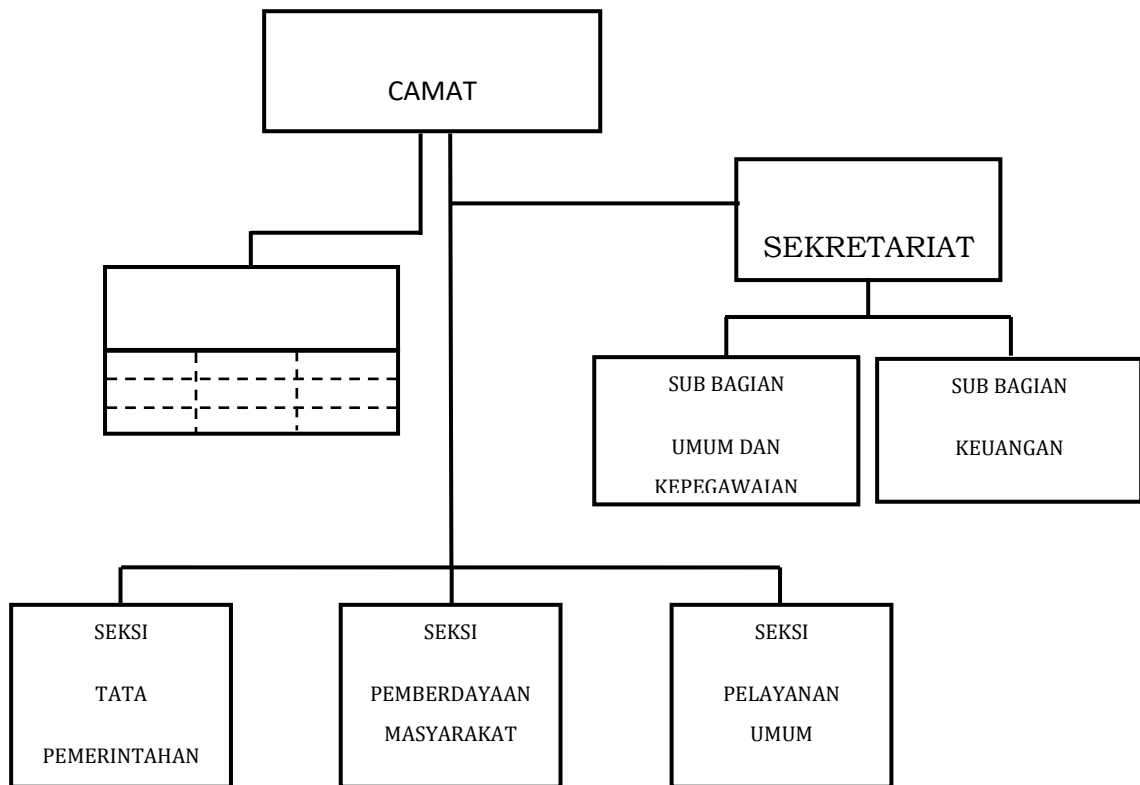 CAMAT
SEKRETARIAT
SUB BAGIAN
UMUM DAN
KEPEGAWAIAN
SUB BAGIAN
KEUANGAN
SEKSI
TATA
PEMERINTAHAN
SEKSI
PEMBERDAYAAN
MASYARAKAT
SEKSI
PELAYANAN
UMUM